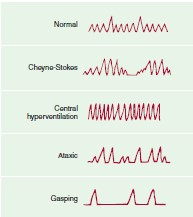 Normal
Cheyne-Stokes
Central
hyperventilation
Ataxic
Gasping